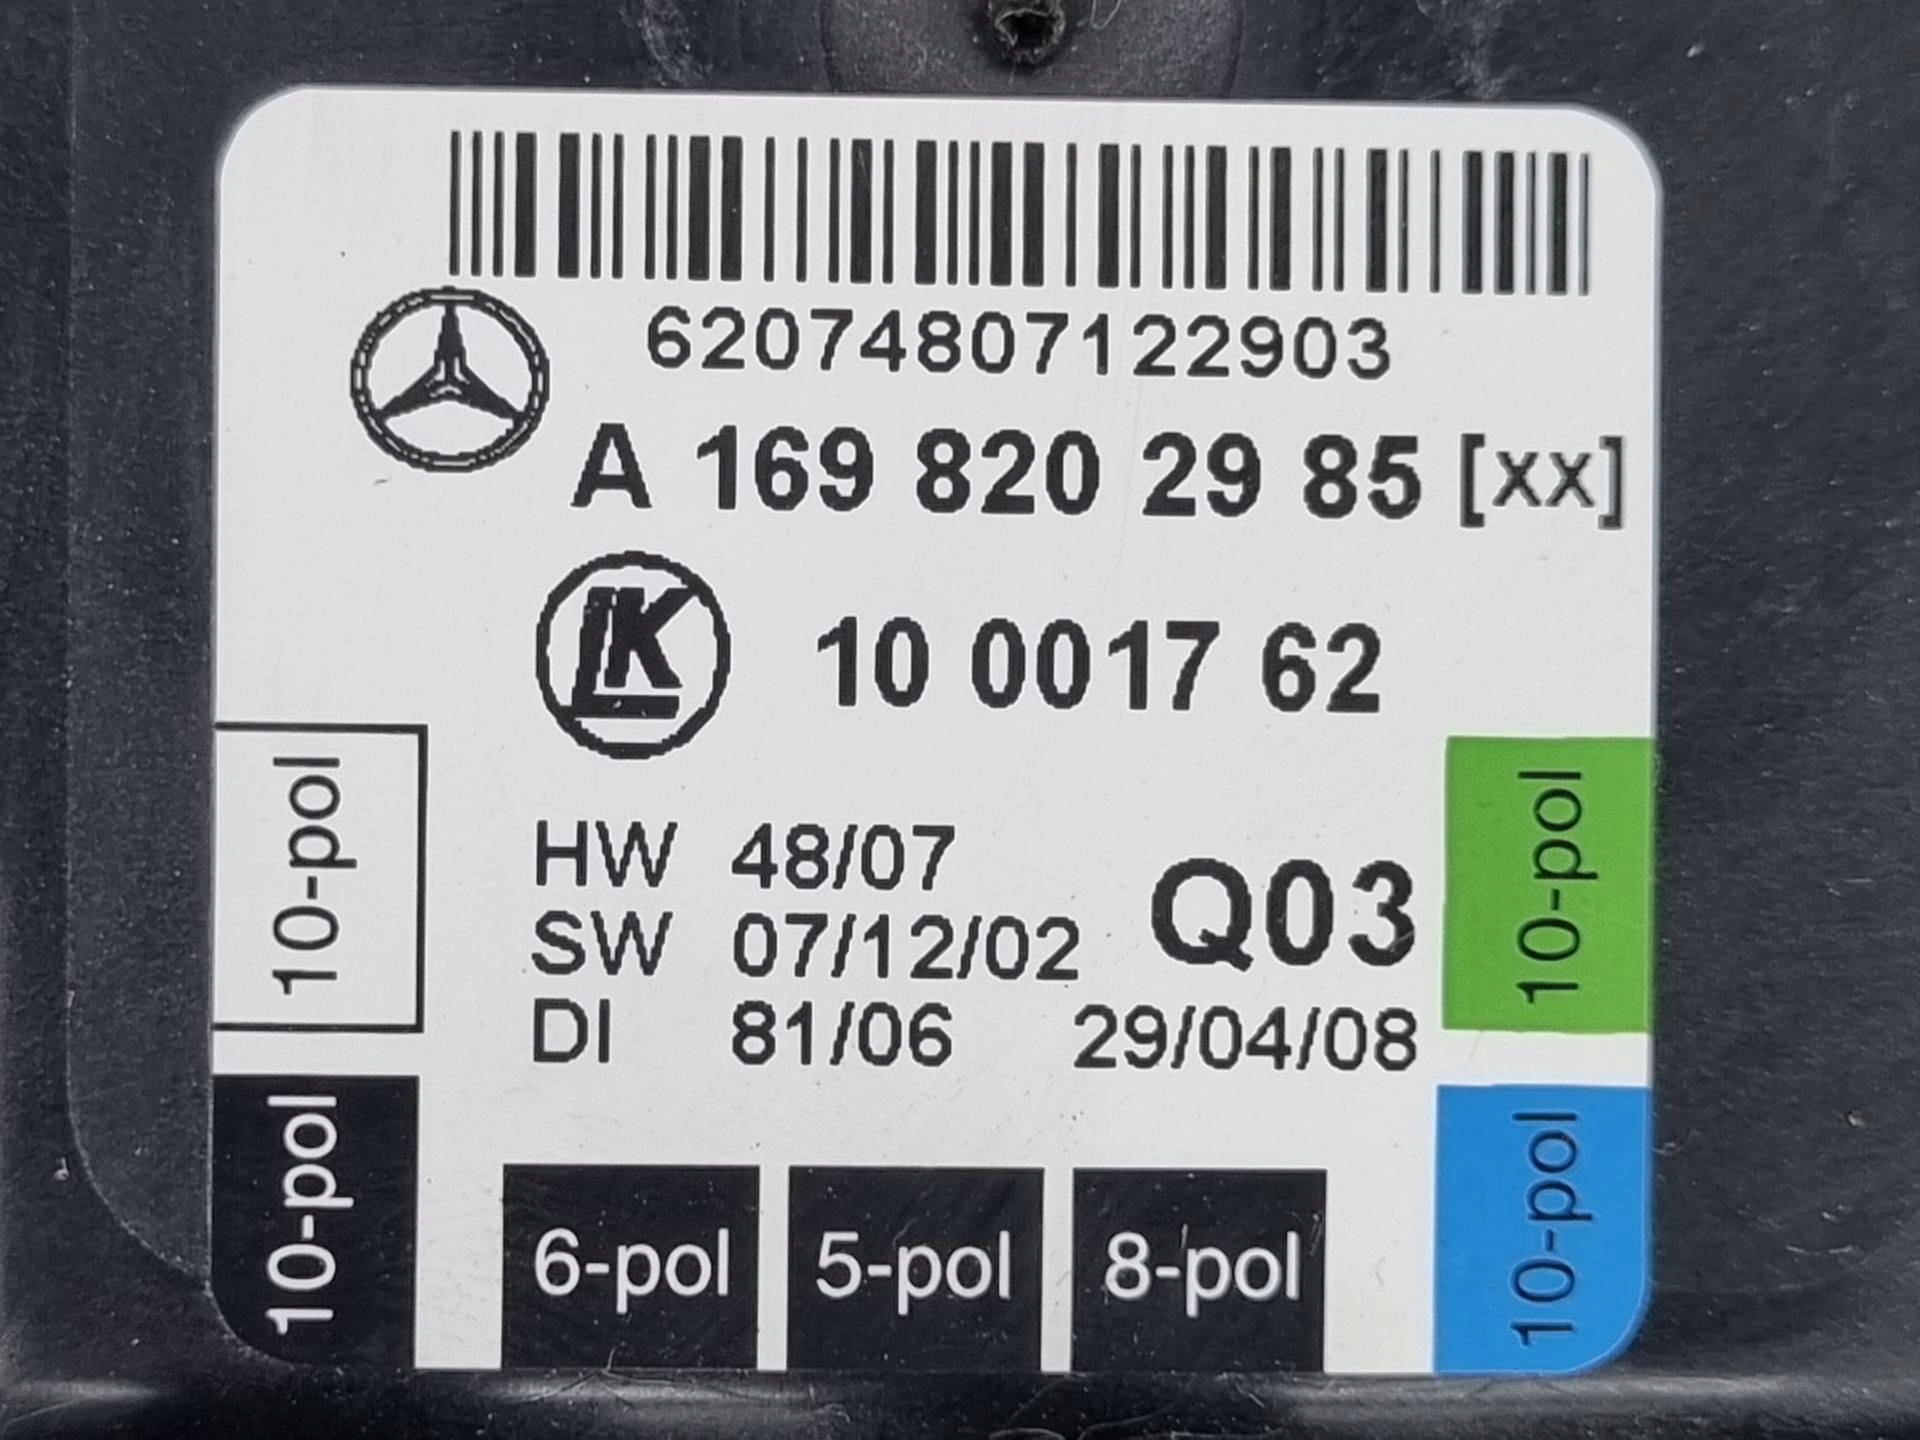 62074807122903
A 169 820 29 85 [xx]
LK
10 0017 62
10-pol
10-pol
HW 48/07
SW 07/12/02
Q03
DI 81/06 29/04/08
10-pol
10-pol
6-pol 5-pol 8-pol